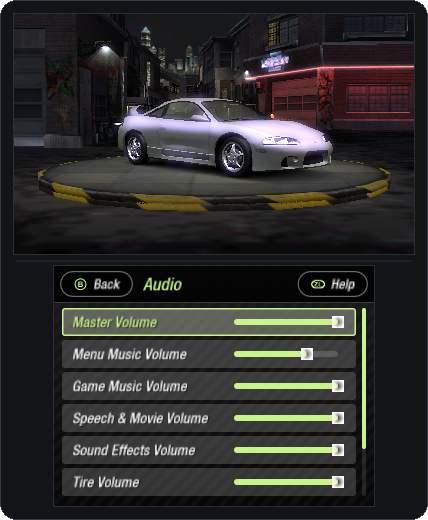 B Back
Audio
ZL Help
Master Volume
Menu Music Volume
Game Music Volume
Speech & Movie Volume
Sound Effects Volume
Tire Volume